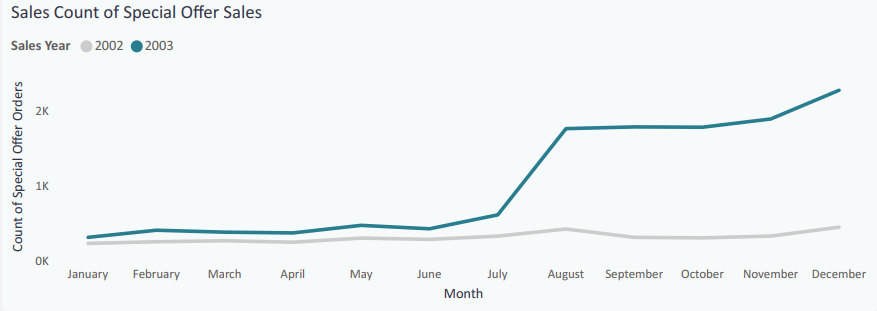 Sales Count of Special Offer Sales
Sales Year 2002 2003
Count of Special Offer Orders
2K
1K
0K
January February March April May June July August September October November December
Month